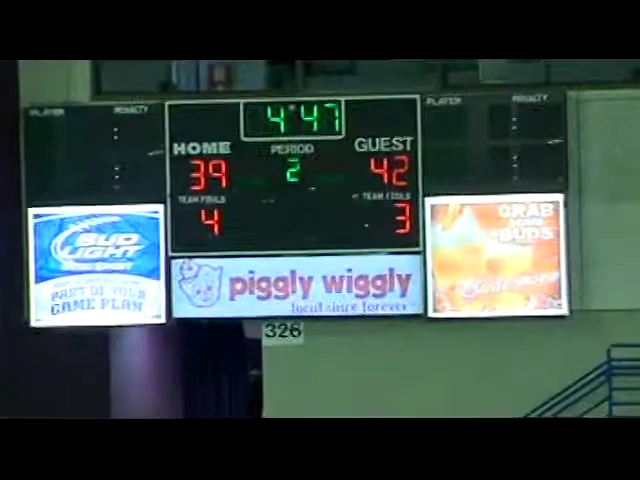 PLAYER PENALTY
4:47
PLAYER PENALTY
HOME PERIOD GUEST
39 2 42
TEAM FOULS TEAM FOULS
4 3
BUD LIGHT
PART OF YOUR
GAME PLAN
piggly wiggly
local since forever
GRAB
SOME
BUDS
326